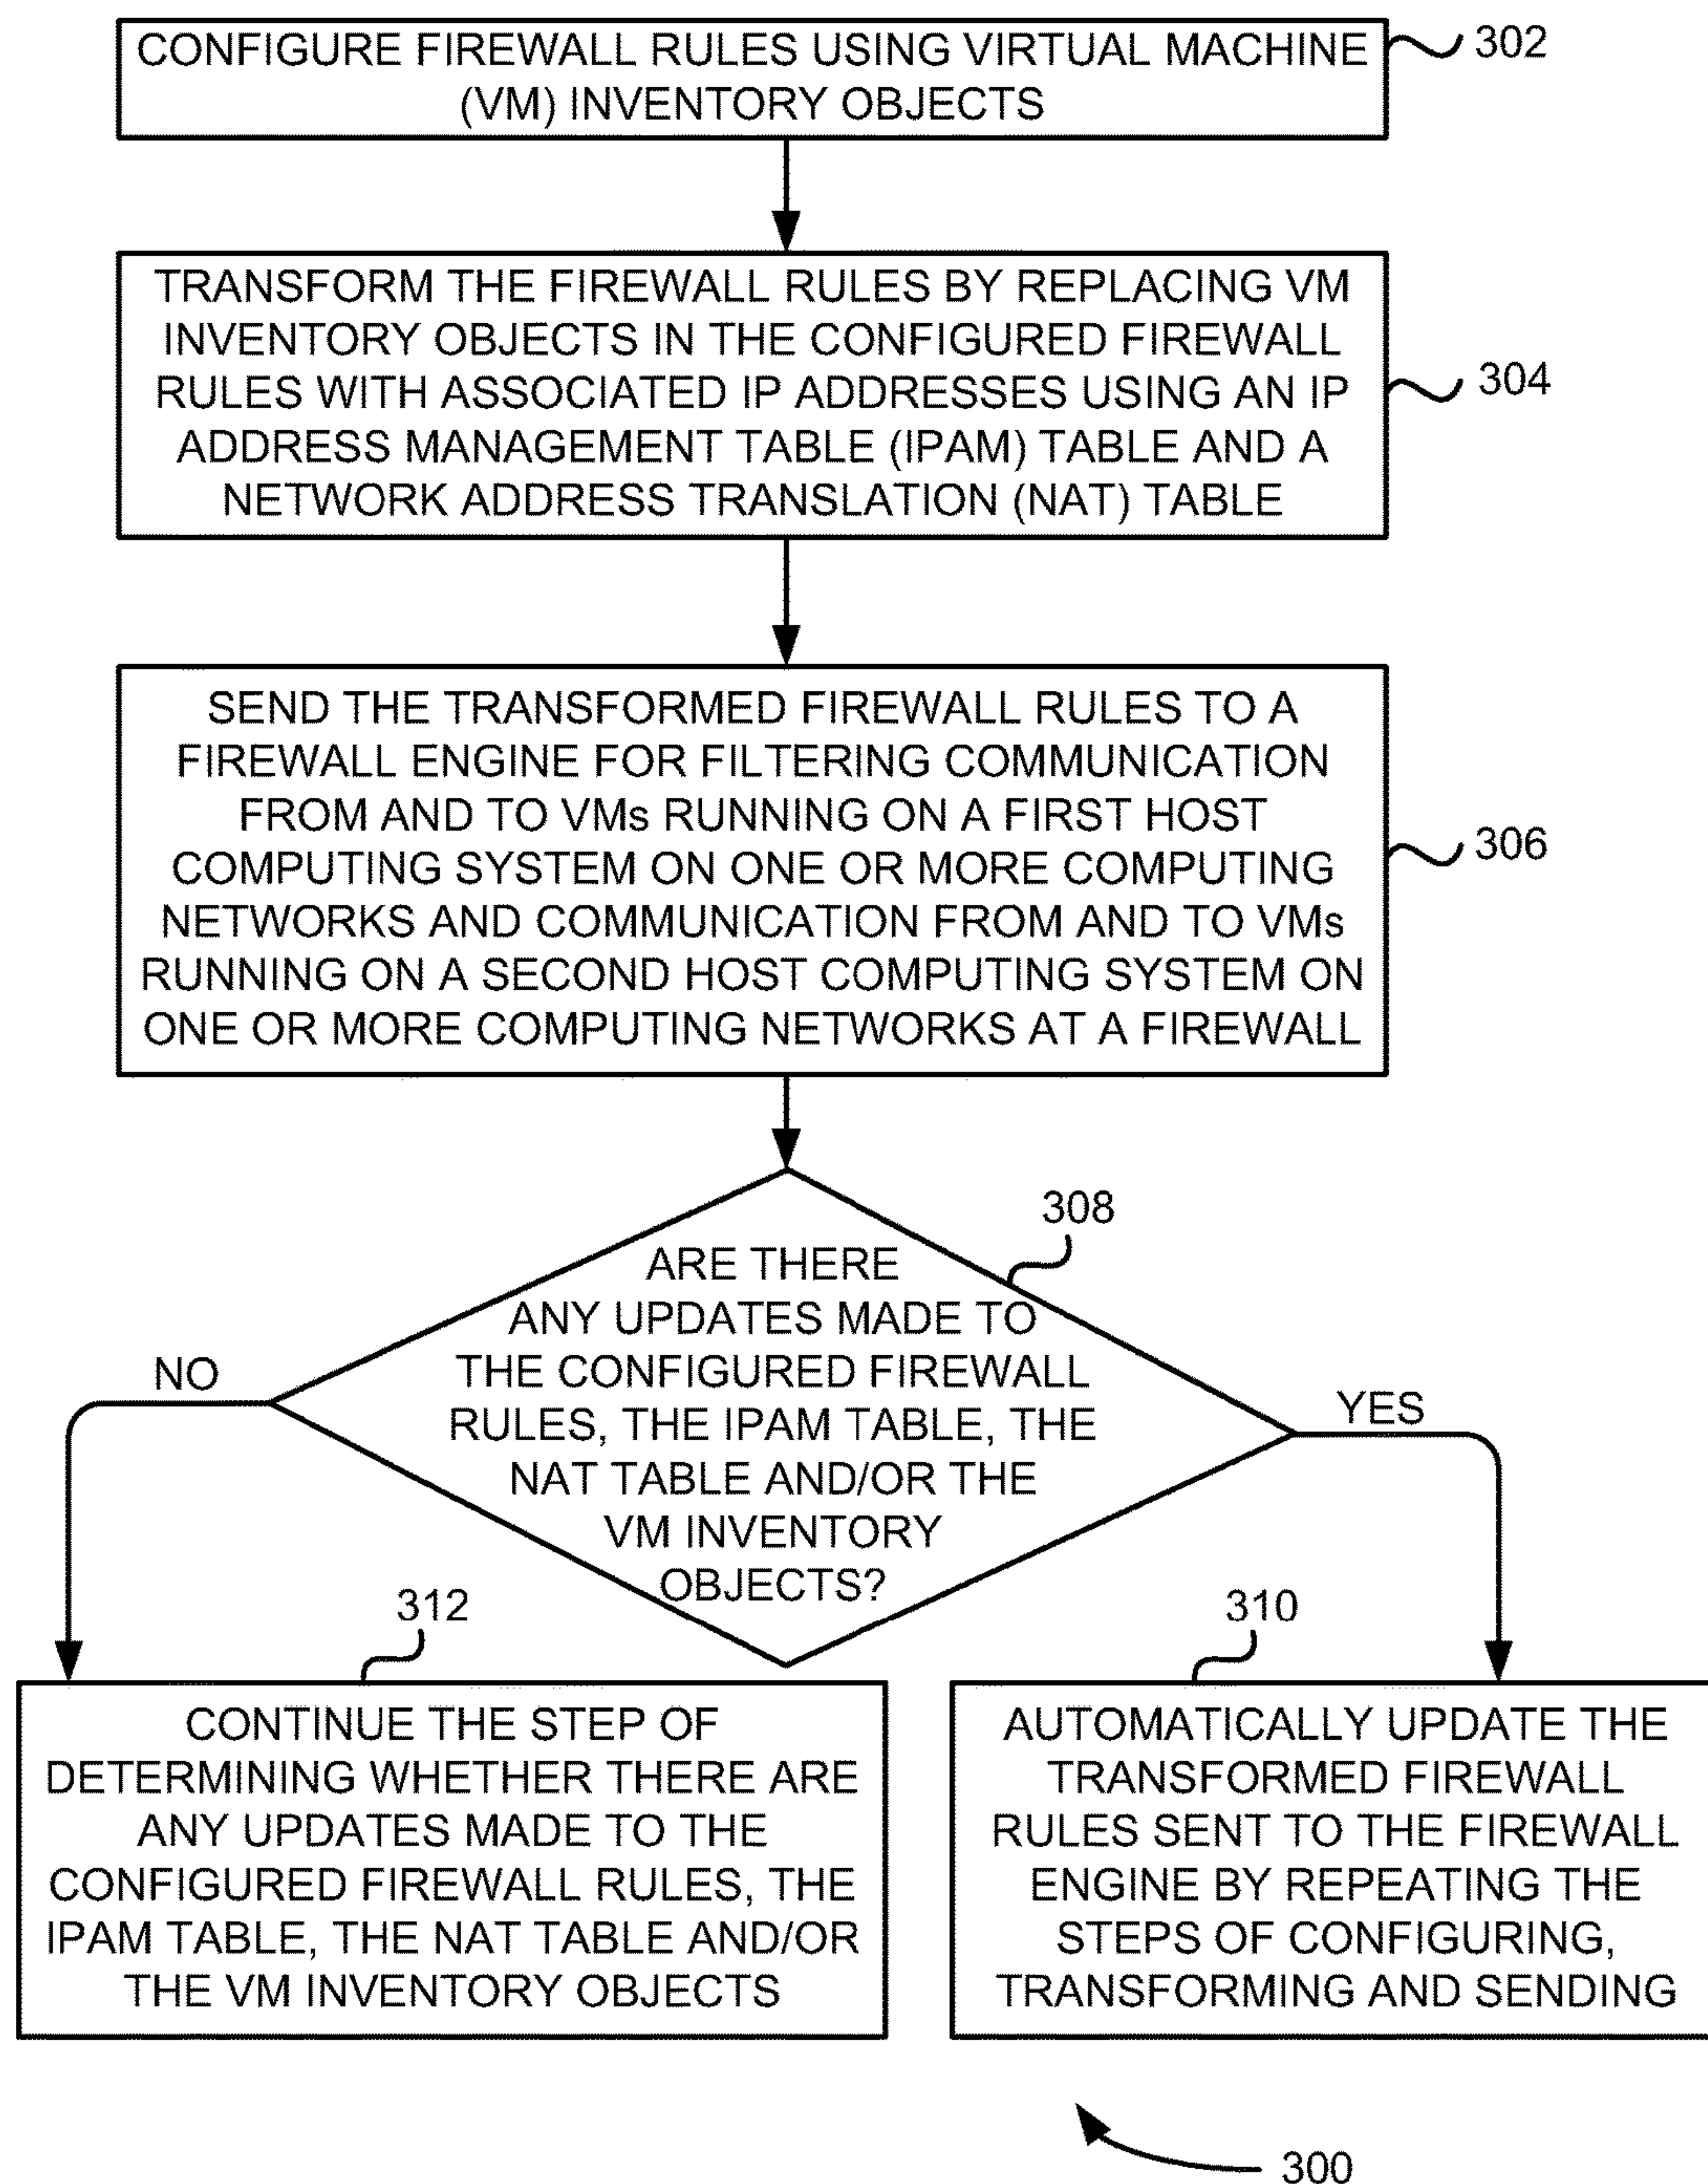 CONFIGURE FIREWALL RULES USING VIRTUAL MACHINE
(VM) INVENTORY OBJECTS
302
TRANSFORM THE FIREWALL RULES BY REPLACING VM
INVENTORY OBJECTS IN THE CONFIGURED FIREWALL
RULES WITH ASSOCIATED IP ADDRESSES USING AN IP
ADDRESS MANAGEMENT TABLE (IPAM) TABLE AND A
NETWORK ADDRESS TRANSLATION (NAT) TABLE
304
SEND THE TRANSFORMED FIREWALL RULES TO A
FIREWALL ENGINE FOR FILTERING COMMUNICATION
FROM AND TO VMs RUNNING ON A FIRST HOST
COMPUTING SYSTEM ON ONE OR MORE COMPUTING
NETWORKS AND COMMUNICATION FROM AND TO VMs
RUNNING ON A SECOND HOST COMPUTING SYSTEM ON
ONE OR MORE COMPUTING NETWORKS AT A FIREWALL
306
308
ARE THERE
ANY UPDATES MADE TO
THE CONFIGURED FIREWALL
RULES, THE IPAM TABLE, THE
NAT TABLE AND/OR THE
VM INVENTORY
OBJECTS?
NO
YES
312
CONTINUE THE STEP OF
DETERMINING WHETHER THERE ARE
ANY UPDATES MADE TO THE
CONFIGURED FIREWALL RULES, THE
IPAM TABLE, THE NAT TABLE AND/OR
THE VM INVENTORY OBJECTS
310
AUTOMATICALLY UPDATE THE
TRANSFORMED FIREWALL
RULES SENT TO THE FIREWALL
ENGINE BY REPEATING THE
STEPS OF CONFIGURING,
TRANSFORMING AND SENDING
300